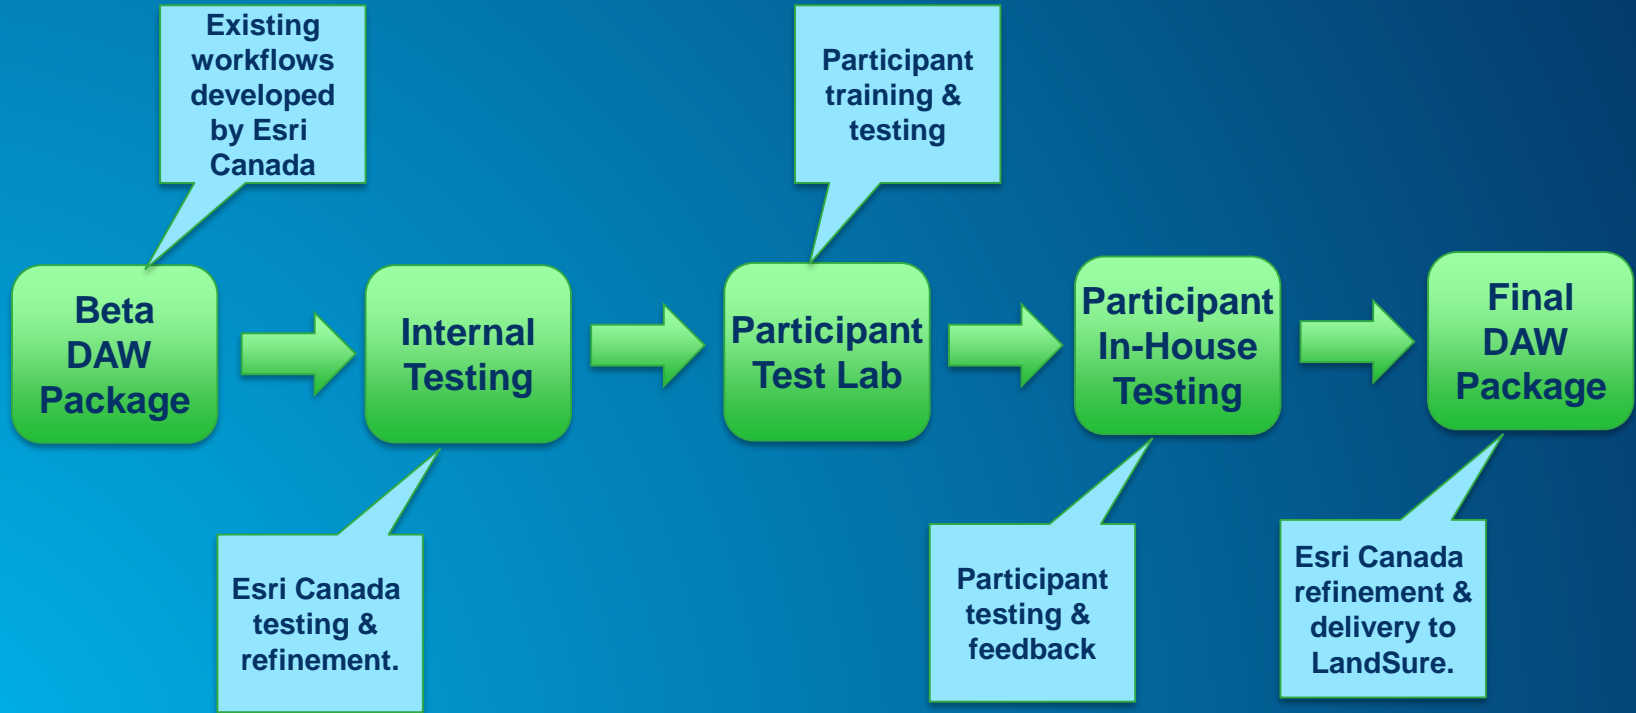 Existing
workflows
developed
by Esri
Canada
Participant
training &
testing
Beta
DAW
Package
Internal
Testing
Participant
Test Lab
Participant
In-House
Testing
Final
DAW
Package
Esri Canada
testing &
refinement.
Participant
testing &
feedback
Esri Canada
refinement &
delivery to
LandSure.